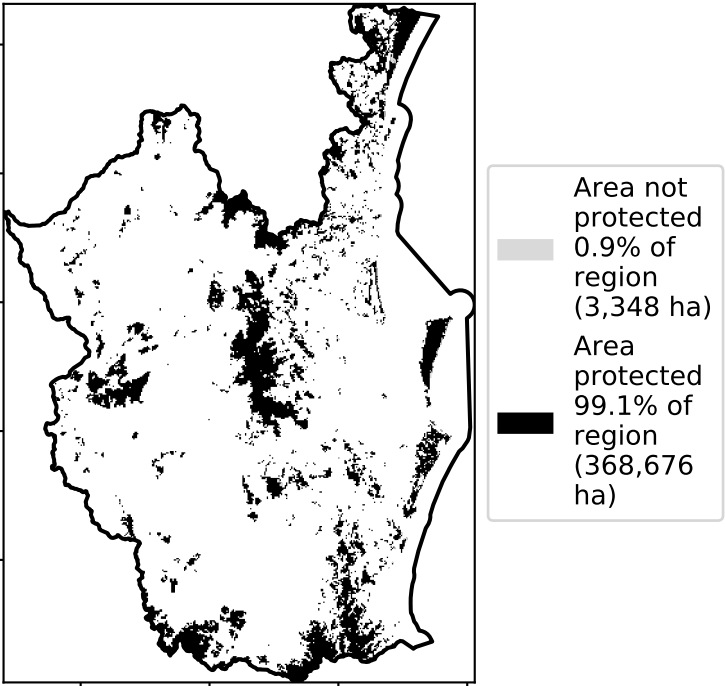 Area not
protected
0.9% of
region
(3,348 ha)
Area
protected
99.1% of
region
(368,676
ha)